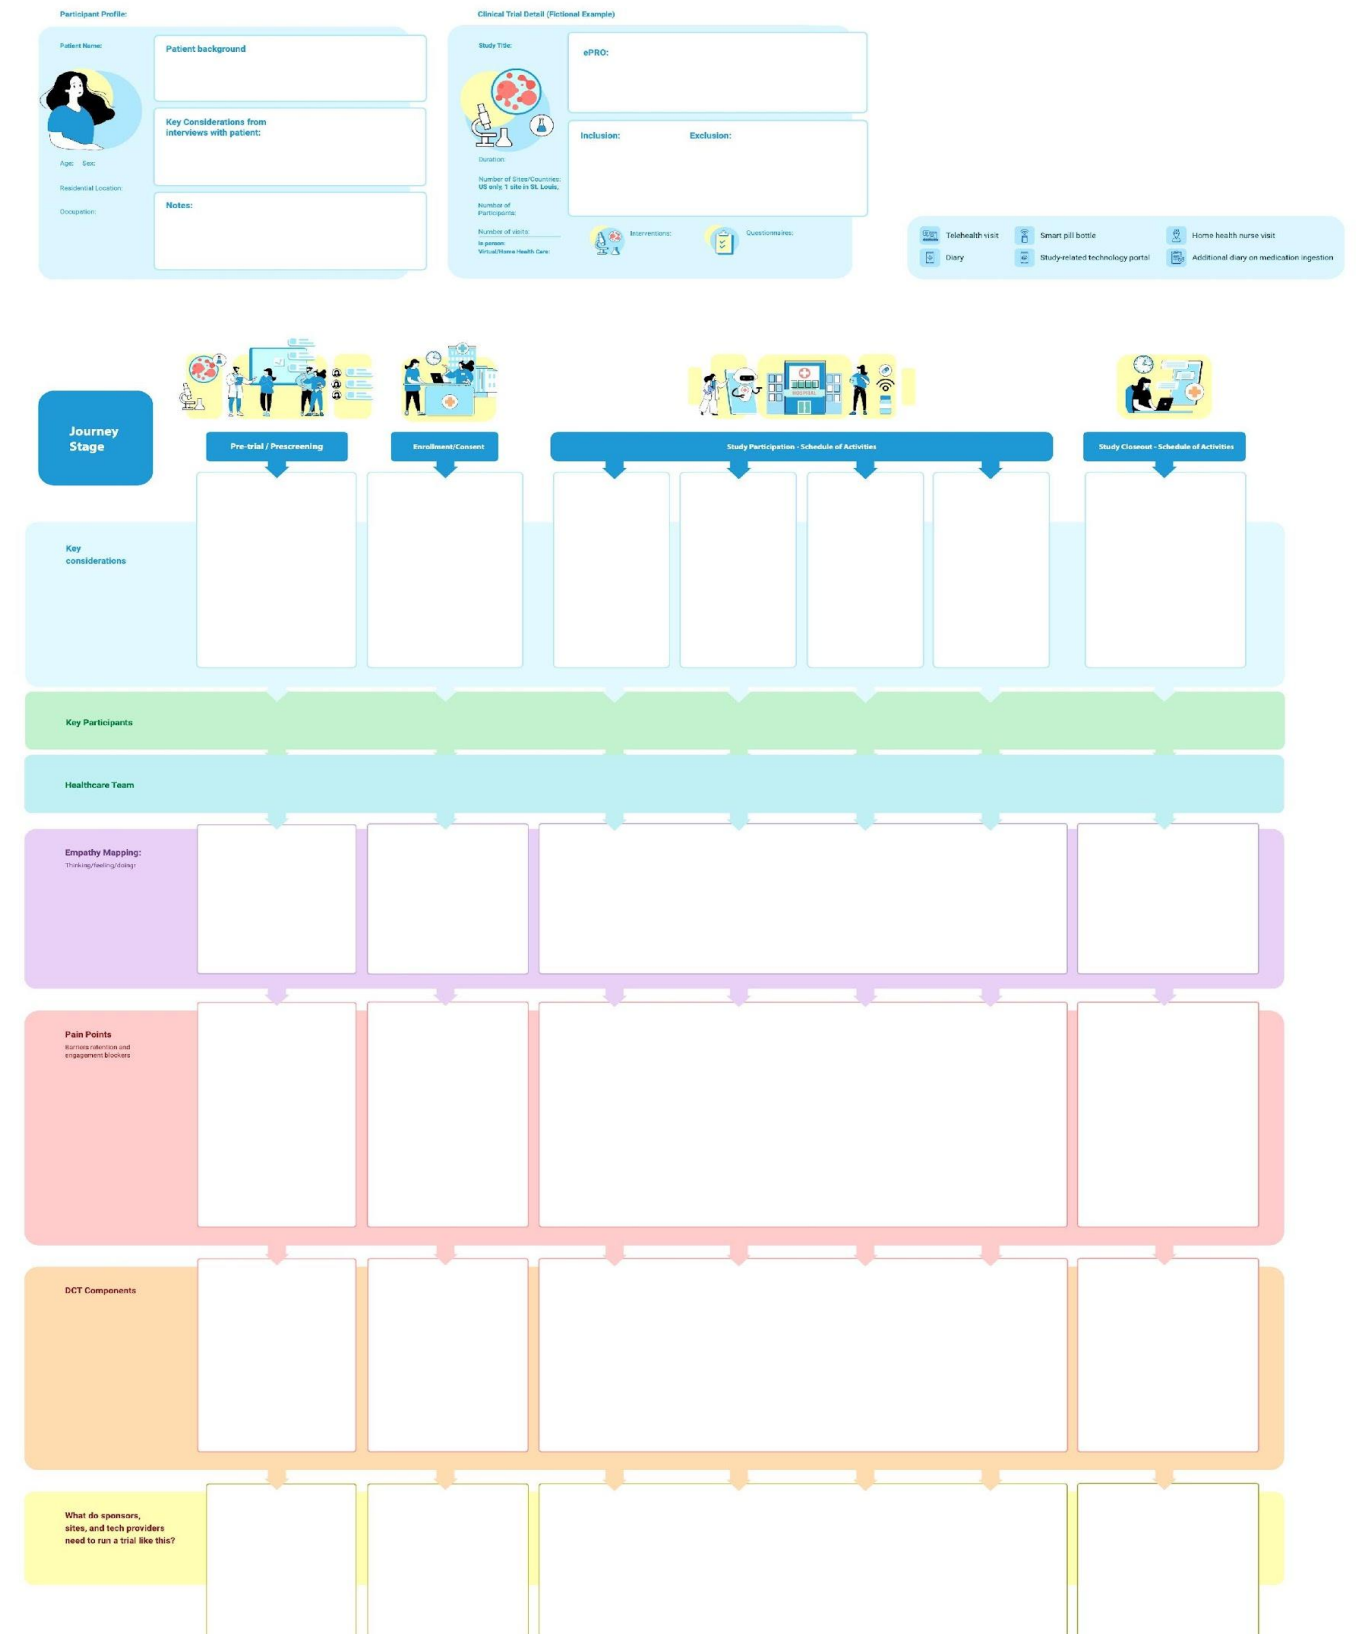 Participant Profile:
Patient Name:
Patient background
Key Considerations from
interviews with patient:
Age: Sex:
Residential Location:
Occupation:
Notes:
Clinical Trial Detail (Fictional Example)
Study Title:
ePRO:
Inclusion: Exclusion:
Duration:
Number of Sites/Countries:
US only, 1 site in St. Louis,
Number of
Participants:
Number of visits:
In person:
Virtual/Home Health Care:
Interventions:
Questionnaires:
Telehealth visit
Smart pill bottle
Home health nurse visit
Diary
Study-related technology portal
Additional diary on medication ingestion
HOSPITAL
Journey
Stage
Pre-trial / Prescreening
Enrollment/Consent
Study Participation - Schedule of Activities
Study Closeout - Schedule of Activities
Key
considerations
Key Participants
Healthcare Team
Empathy Mapping:
Thinking/feeling/doing:
Pain Points
Barriers retention and
engagement blockers
DCT Components
What do sponsors,
sites, and tech providers
need to run a trial like this?